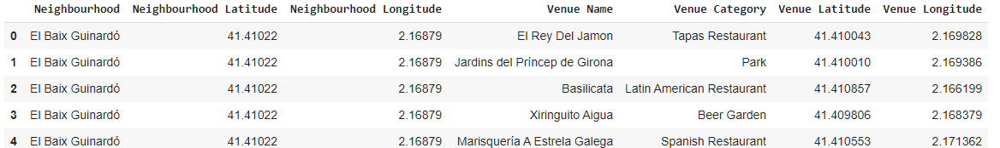 Neighbourhood Neighbourhood Latitude Neighbourhood Longitude Venue Name Venue Category Venue Latitude Venue Longitude
0 El Baix Guinardó 41.41022 2.16879 El Rey Del Jamon Tapas Restaurant 41.410043 2.169828
1 El Baix Guinardó 41.41022 2.16879 Jardins del Príncep de Girona Park 41.410010 2.169386
2 El Baix Guinardó 41.41022 2.16879 Basilicata Latin American Restaurant 41.410857 2.166199
3 El Baix Guinardó 41.41022 2.16879 Xiringuito Aigua Beer Garden 41.409806 2.168379
4 El Baix Guinardó 41.41022 2.16879 Marisquería A Estrela Galega Spanish Restaurant 41.410553 2.171362